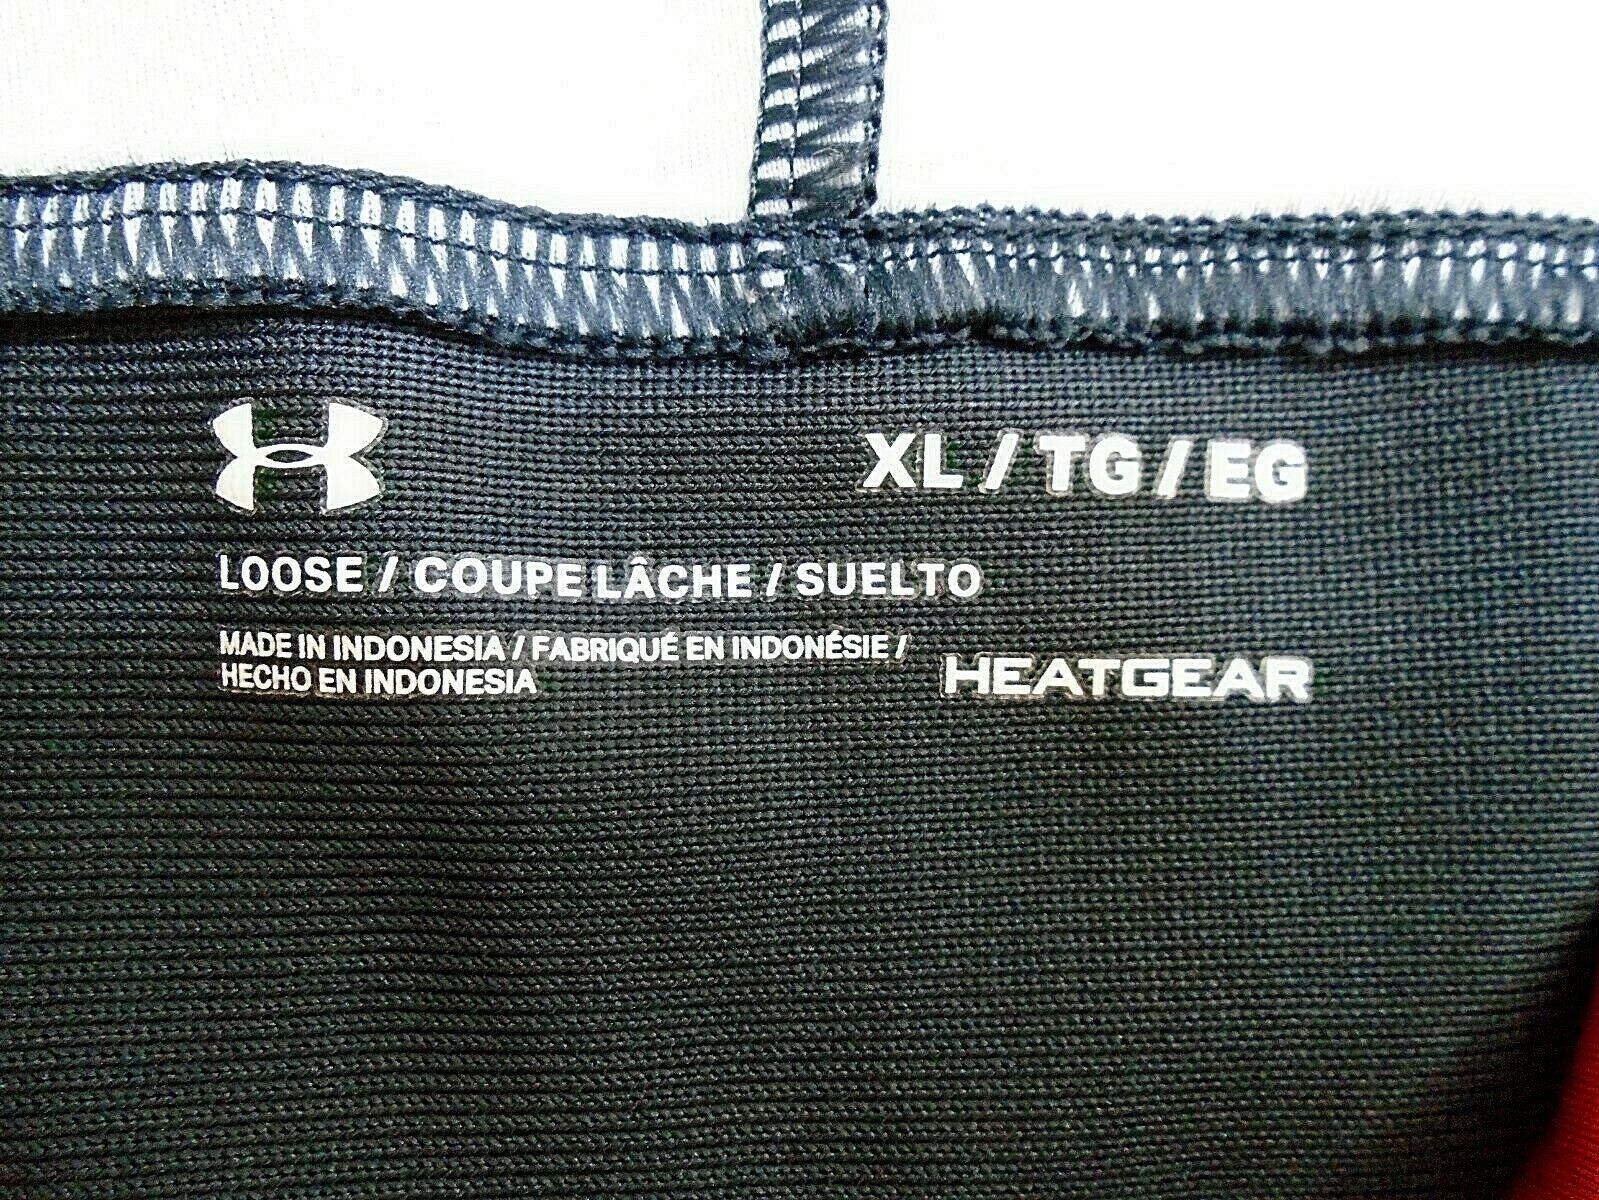 XL / TG / EG
LOOSE / COUPE LÂCHE / SUELTO
MADE IN INDONESIA / FABRIQUÉ EN INDONÉSIE /
HECHO EN INDONESIA
HEATGEAR